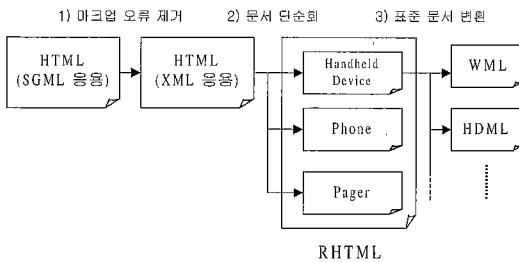 1) 마크업 오류 제거 2) 문서 단순회 3) 표준 문서 변환
HTML
(SGML 응용)
HTML
(XML 응용)
Handheld
Device
Phone
Pager
WML
HDML
RHTML